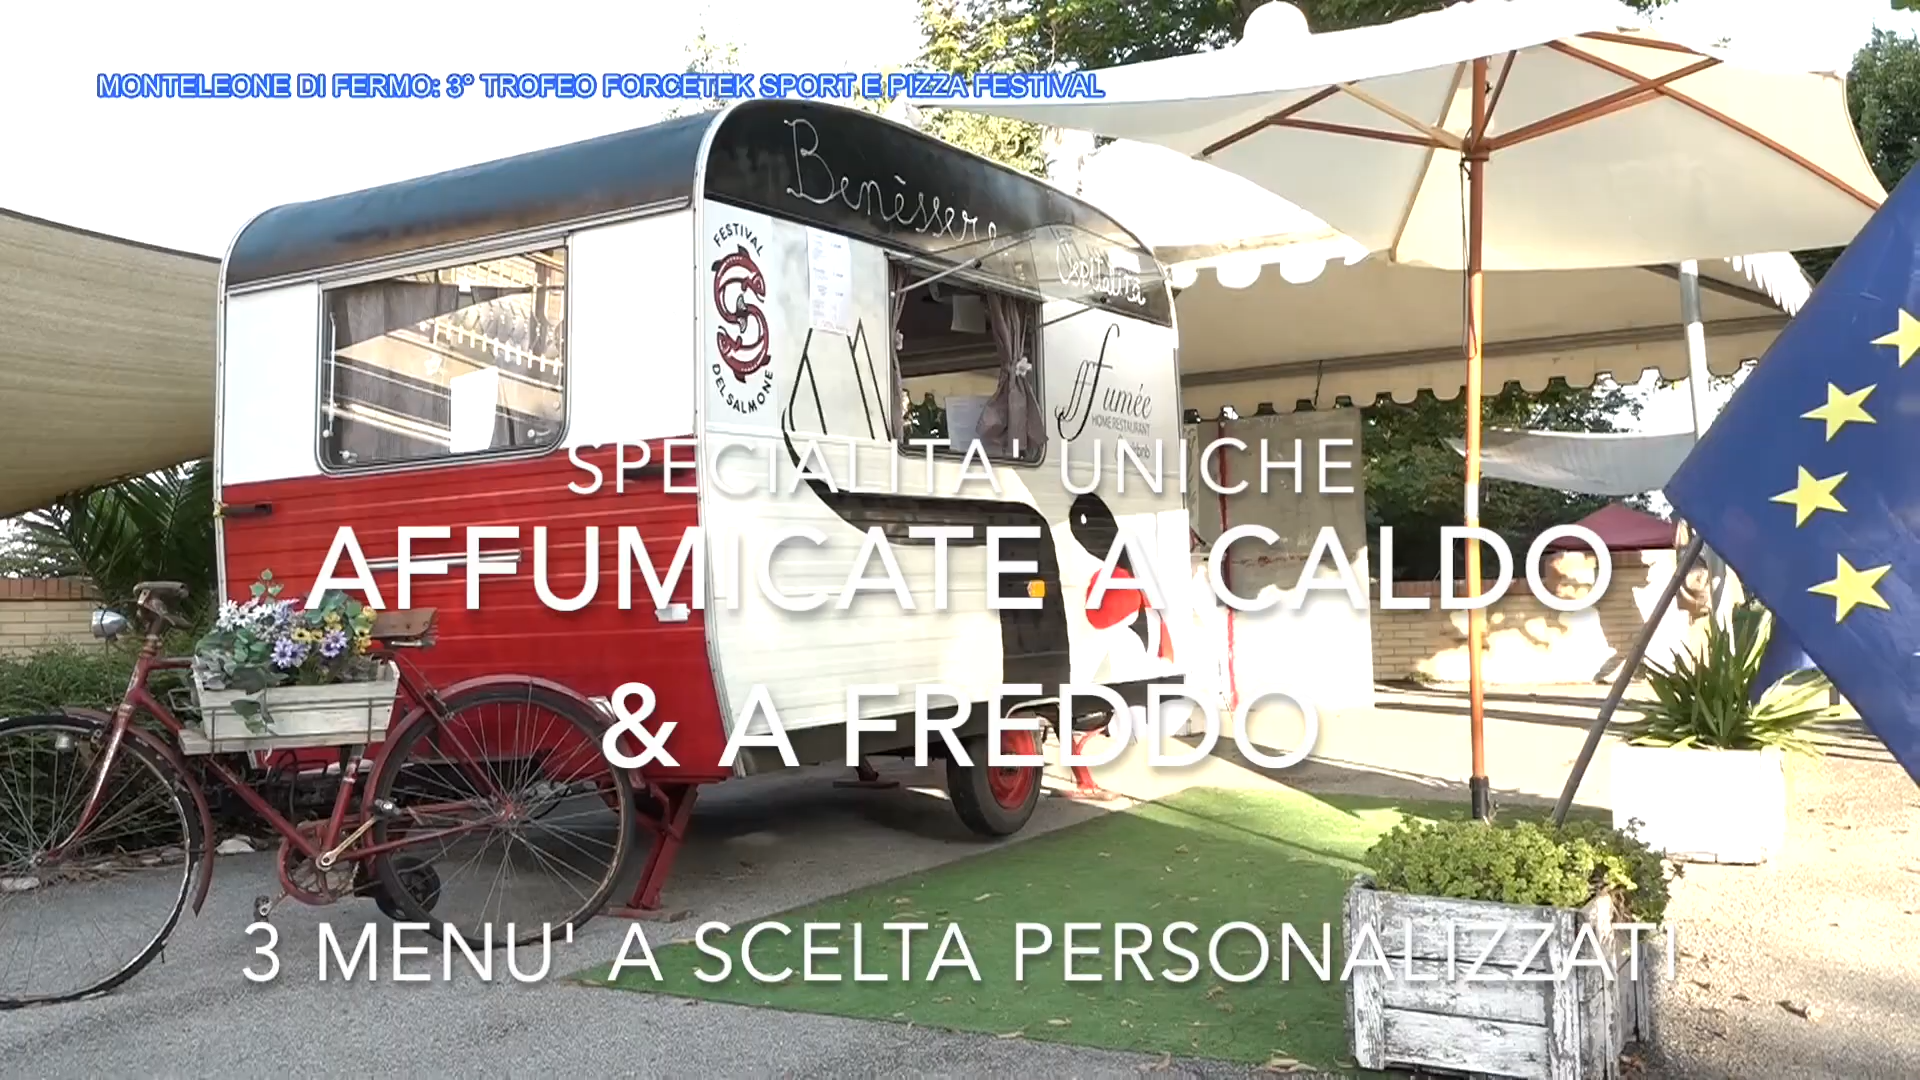 MONTELEONE DI FERMO: 3° TROFEO FORCETEK SPORT E PIZZA FESTIVAL
Benèssere
Ospitalità
FESTIVAL
DEL SALMONE
fumée
HOME RESTAURANT
SPECIALITA' UNICHE
AFFUMICATE A CALDO
& A FREDDO
3 MENU' A SCELTA PERSONALIZZATI